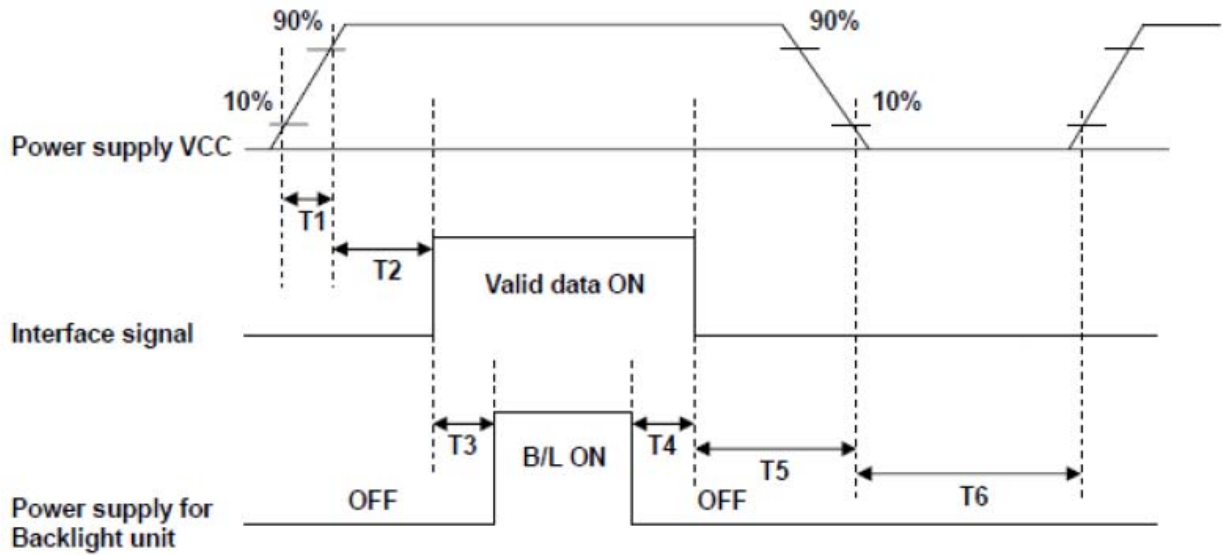 90%
90%
10%
10%
Power supply VCC
T1
T2
Valid data ON
Interface signal
T3
T4
B/L ON
T5
T6
OFF
OFF
Power supply for
Backlight unit